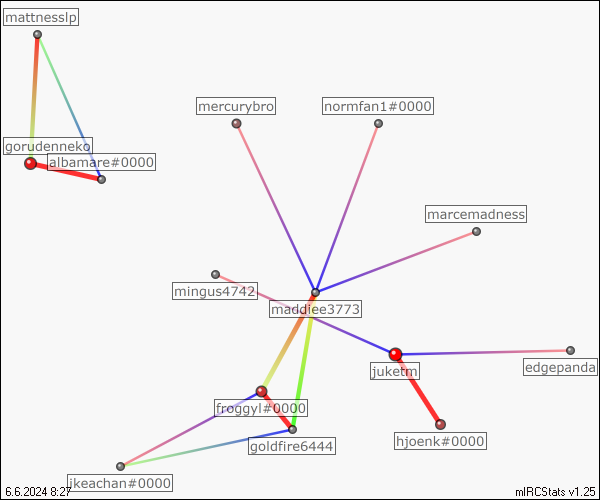 mattnesslp
mercurybro
normfan1#0000
gorudenneko
albamare#0000
marcemadness
mingus4742
maddiee3773
juketm
edgepanda
froggyl#0000
hjoenk#0000
goldfire6444
jkeachan#0000
6.6.2024 8:27
mIRCStats v1.25